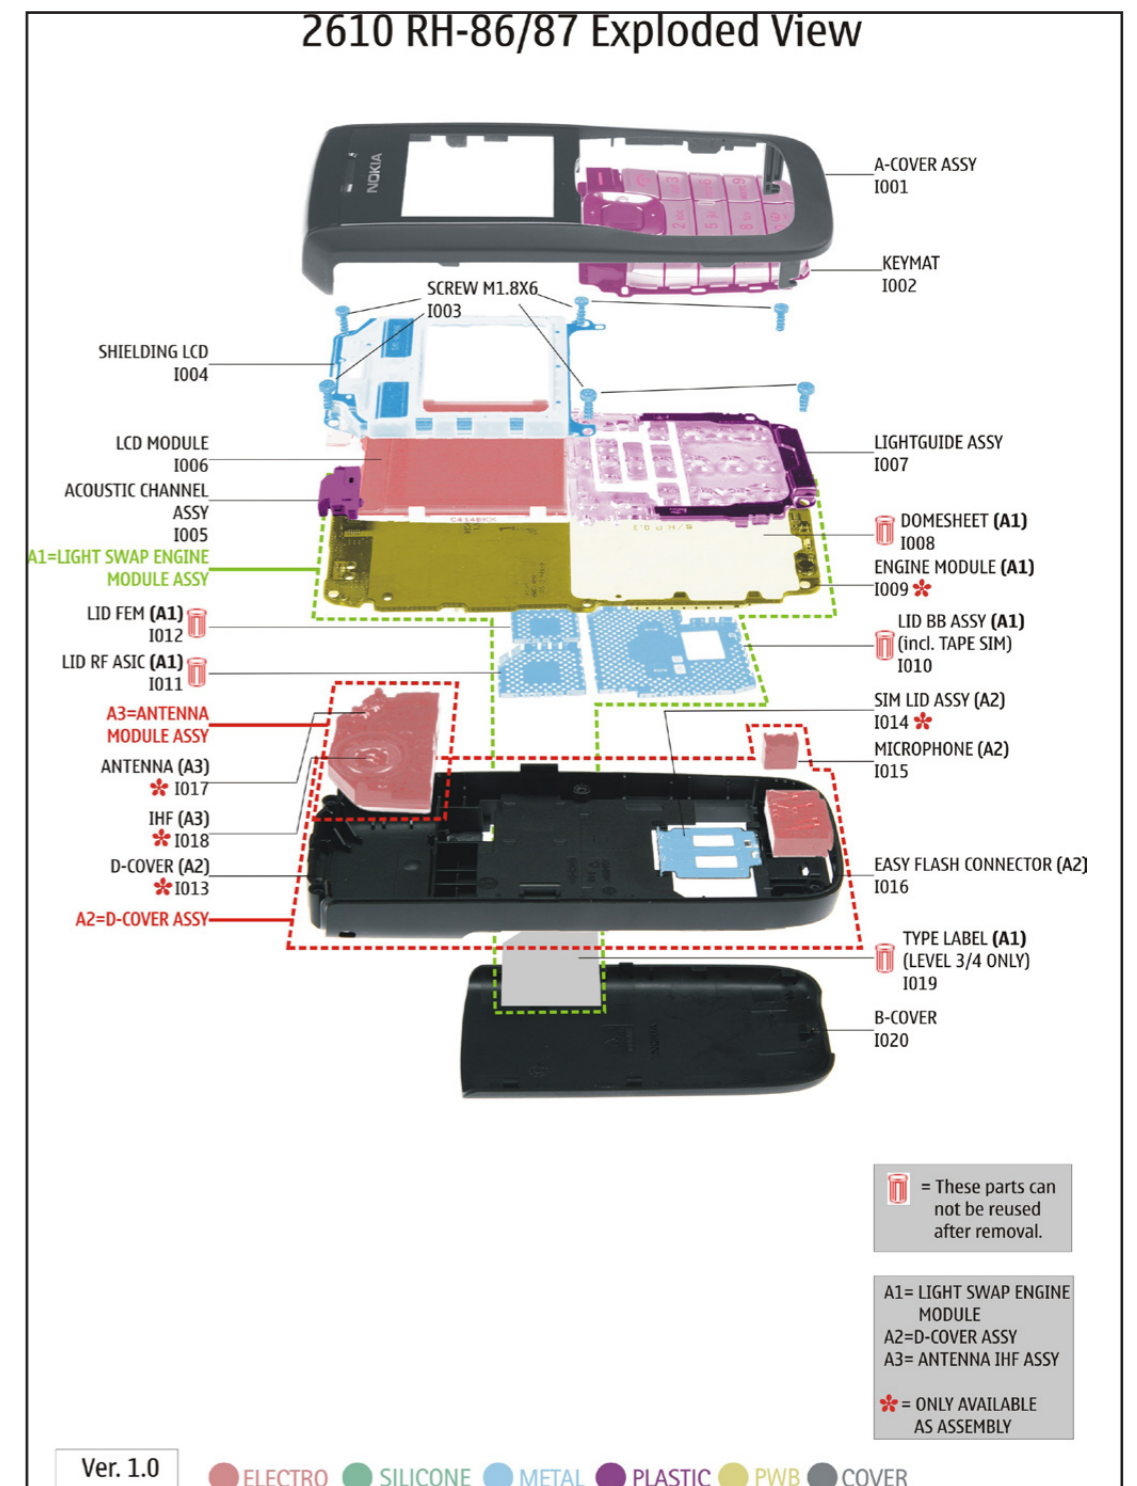 2610 RH-86/87 Exploded View
NOKIA
A-COVER ASSY
I001
KEYMAT
I002
SCREW M1.8X6
I003
SHIELDING LCD
I004
LCD MODULE
I006
LIGHTGUIDE ASSY
I007
ACOUSTIC CHANNEL
ASSY
I005
DOMESHEET (A1)
I008
A1=LIGHT SWAP ENGINE
MODULE ASSY
ENGINE MODULE (A1)
I009
LID FEM (A1)
I012
LID BB ASSY (A1)
(incl. TAPE SIM)
I010
LID RF ASIC (A1)
I011
SIM LID ASSY (A2)
I014
A3=ANTENNA
MODULE ASSY
MICROPHONE (A2)
I015
ANTENNA (A3)
I017
IHF (A3)
I018
D-COVER (A2)
I013
EASY FLASH CONNECTOR (A2)
I016
A2=D-COVER ASSY
TYPE LABEL (A1)
(LEVEL 3/4 ONLY)
I019
B-COVER
I020
NOKIA
= These parts can
not be reused
after removal.
A1= LIGHT SWAP ENGINE
MODULE
A2=D-COVER ASSY
A3= ANTENNA IHF ASSY
= ONLY AVAILABLE
AS ASSEMBLY
Ver. 1.0
ELECTRO SILICONE METAL PLASTIC PWB COVER